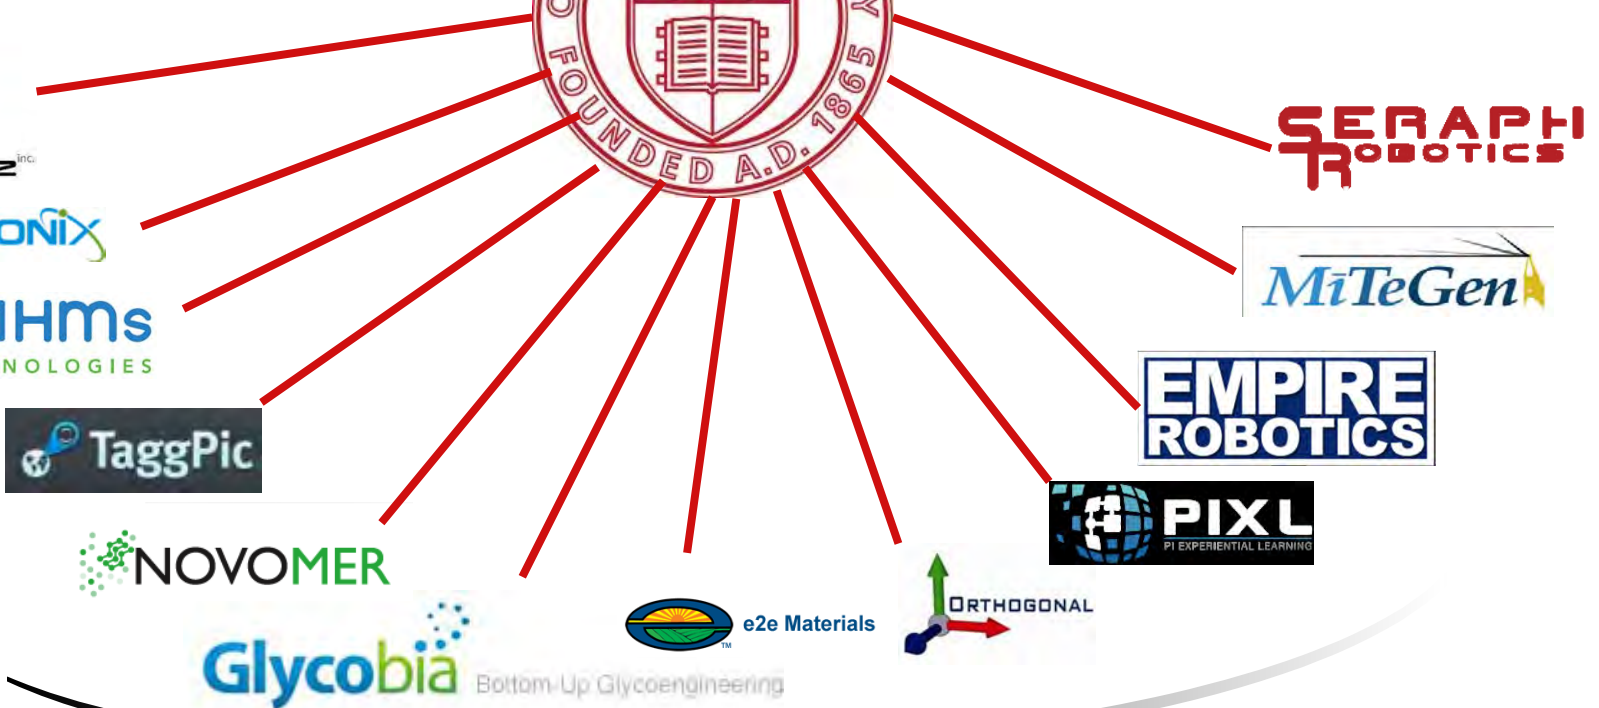 FOUNDED A.D. 1865
SERAPH
ROBOTICS
inc.
ONiX
MiTeGen
HMs
NOLOGIES
EMPIRE
ROBOTICS
TaggPic
PIXL
PI EXPERIENTIAL LEARNING
NOVOMER
ORTHOGONAL
e2e Materials
TM
Glycobia
Bottom-Up Glycoengineering